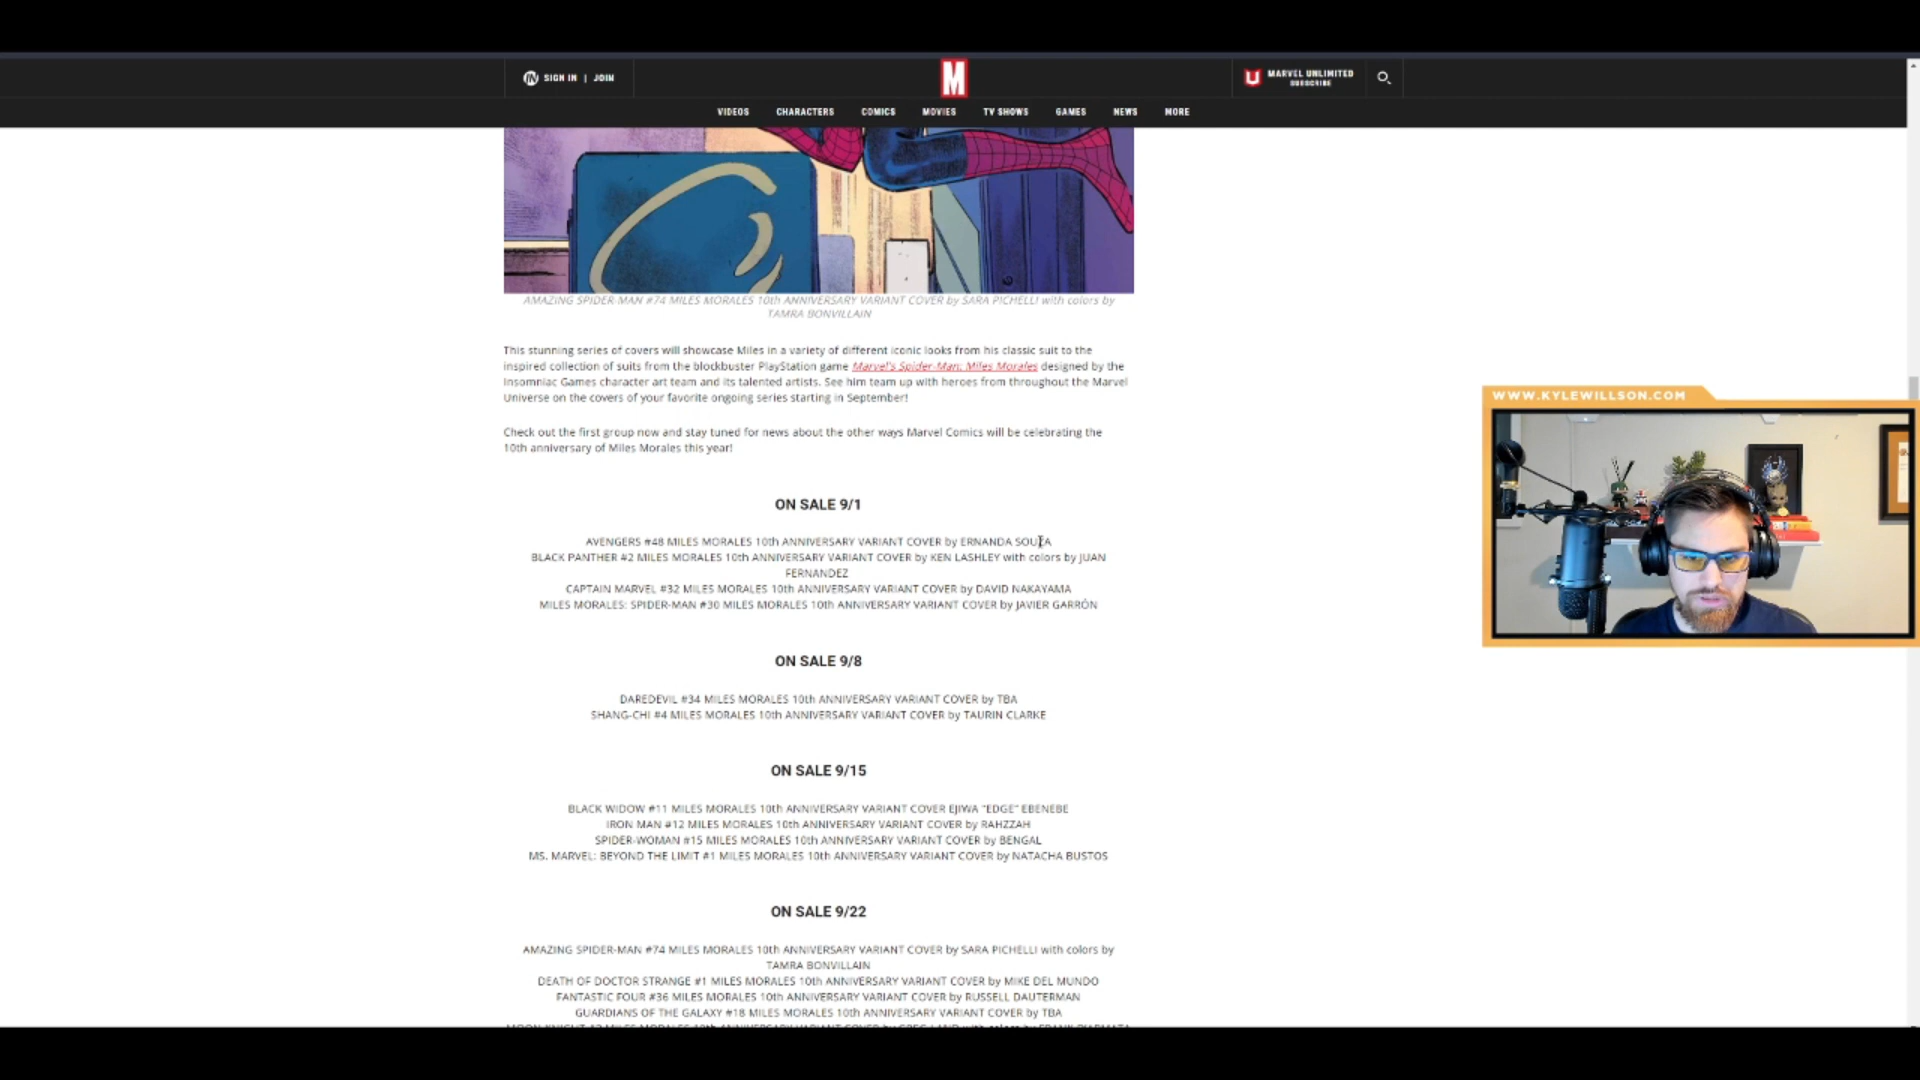 SIGN IN | JOIN
M
MARVEL UNLIMITED
SUBSCRIBE
VIDEOS CHARACTERS COMICS MOVIES TV SHOWS GAMES NEWS MORE
AMAZING SPIDER-MAN #74 MILES MORALES 10th ANNIVERSARY VARIANT COVER by SARA PICHELLI with colors by
TAMRA BONVILLAIN
This stunning series of covers will showcase Miles in a variety of different iconic looks from his classic suit to the
inspired collection of suits from the blockbuster PlayStation game Marvel's Spider-Man: Miles Morales designed by the
Insomniac Games character art team and its talented artists. See him team up with heroes from throughout the Marvel
Universe on the covers of your favorite ongoing series starting in September!
WWW.KYLEWILLSON.COM
Check out the first group now and stay tuned for news about the other ways Marvel Comics will be celebrating the
10th anniversary of Miles Morales this year!
ON SALE 9/1
AVENGERS #48 MILES MORALES 10th ANNIVERSARY VARIANT COVER by ERNANDA SOUZA
BLACK PANTHER #2 MILES MORALES 10th ANNIVERSARY VARIANT COVER by KEN LASHLEY with colors by JUAN
FERNANDEZ
CAPTAIN MARVEL #32 MILES MORALES 10th ANNIVERSARY VARIANT COVER by DAVID NAKAYAMA
MILES MORALES: SPIDER-MAN #30 MILES MORALES 10th ANNIVERSARY VARIANT COVER by JAVIER GARRÓN
ON SALE 9/8
DAREDEVIL #34 MILES MORALES 10th ANNIVERSARY VARIANT COVER by TBA
SHANG-CHI #4 MILES MORALES 10th ANNIVERSARY VARIANT COVER by TAURIN CLARKE
ON SALE 9/15
BLACK WIDOW #11 MILES MORALES 10th ANNIVERSARY VARIANT COVER EJIWA "EDGE" EBENEBE
IRON MAN #12 MILES MORALES 10th ANNIVERSARY VARIANT COVER by RAHZZAH
SPIDER-WOMAN #15 MILES MORALES 10th ANNIVERSARY VARIANT COVER by BENGAL
MS. MARVEL: BEYOND THE LIMIT #1 MILES MORALES 10th ANNIVERSARY VARIANT COVER by NATACHA BUSTOS
ON SALE 9/22
AMAZING SPIDER-MAN #74 MILES MORALES 10th ANNIVERSARY VARIANT COVER by SARA PICHELLI with colors by
TAMRA BONVILLAIN
DEATH OF DOCTOR STRANGE #1 MILES MORALES 10th ANNIVERSARY VARIANT COVER by MIKE DEL MUNDO
FANTASTIC FOUR #36 MILES MORALES 10th ANNIVERSARY VARIANT COVER by RUSSELL DAUTERMAN
GUARDIANS OF THE GALAXY #18 MILES MORALES 10th ANNIVERSARY VARIANT COVER by TBA